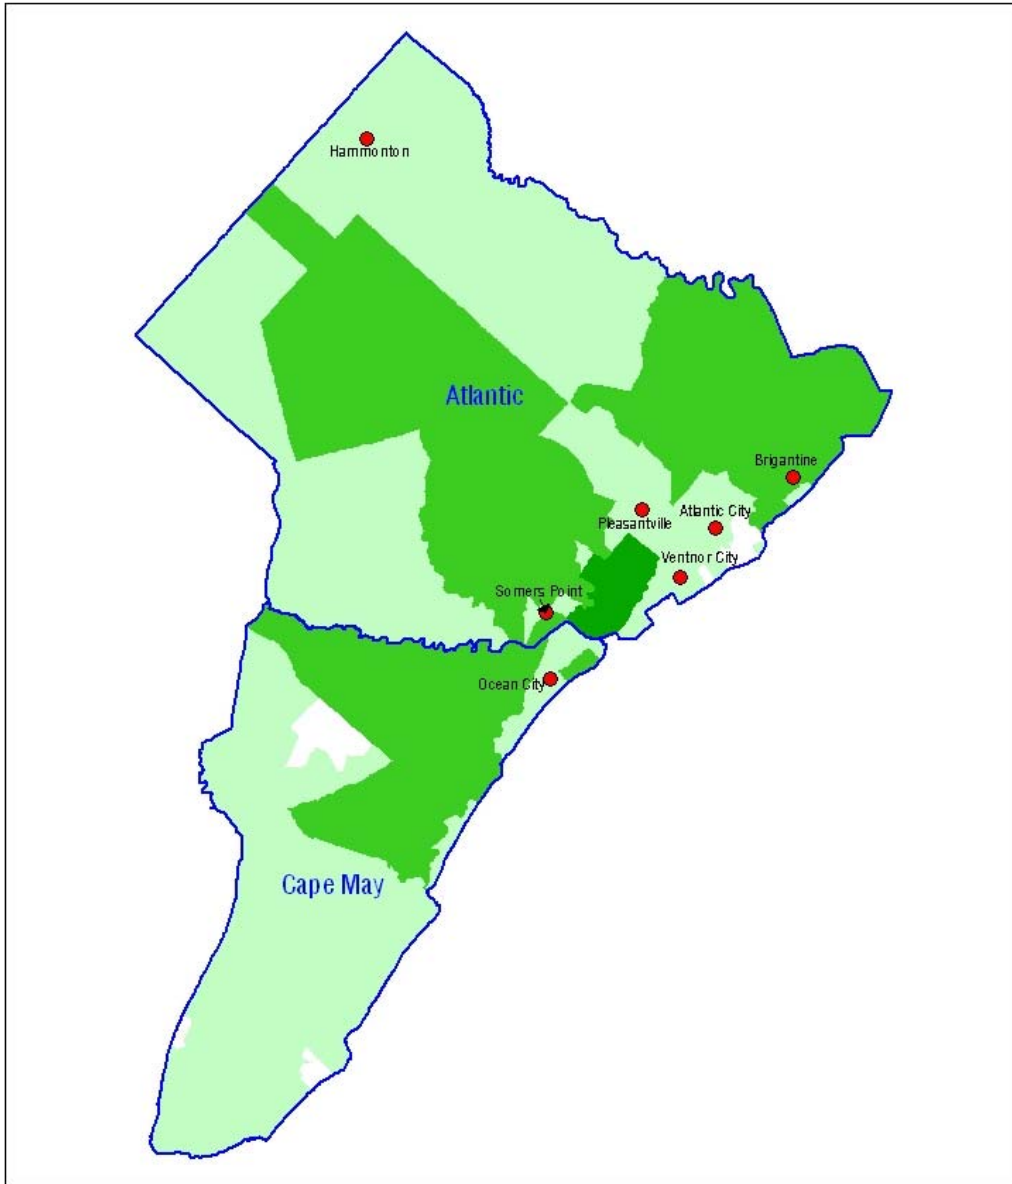 Hammonton
Atlantic
Brigantine
Atlantic City
Pleasantville
Ventnor City
Somers Point
Ocean City
Cape May